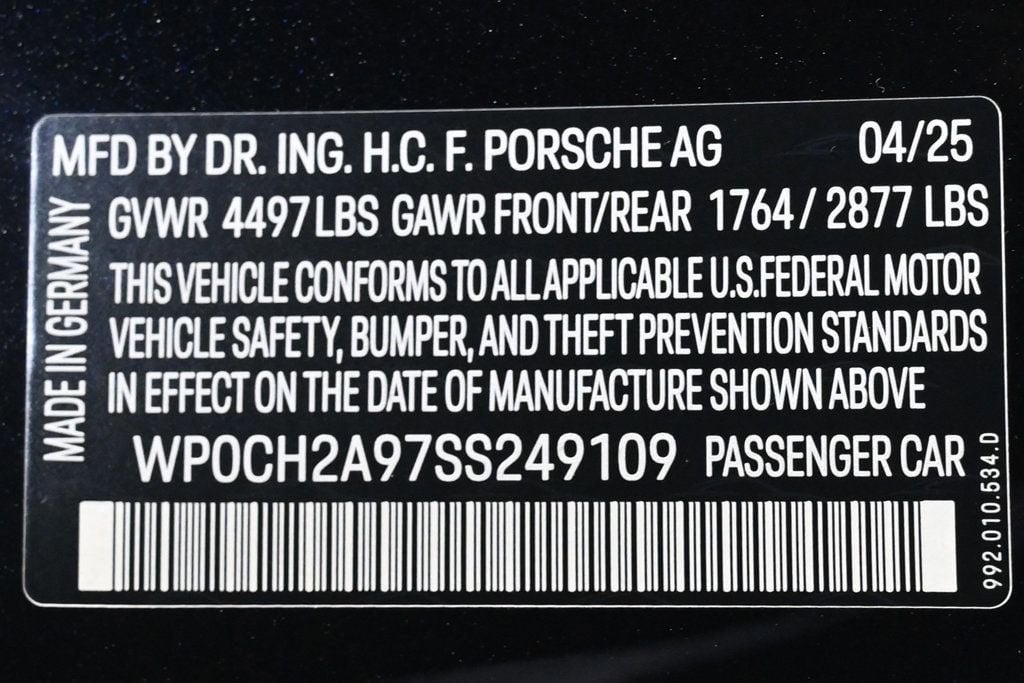 MFD BY DR. ING. H.C. F. PORSCHE AG 04/25
GVWR 4497 LBS GAWR FRONT/REAR 1764 / 2877 LBS
THIS VEHICLE CONFORMS TO ALL APPLICABLE U.S. FEDERAL MOTOR
VEHICLE SAFETY, BUMPER, AND THEFT PREVENTION STANDARDS
IN EFFECT ON THE DATE OF MANUFACTURE SHOWN ABOVE
WP0CH2A97SS249109 PASSENGER CAR
MADE IN GERMANY
992.010.534.D